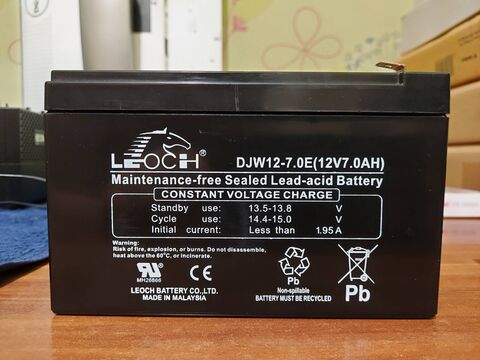 LEOCH
DJW12-7.0E(12V7.0AH)
Maintenance-free Sealed Lead-acid Battery
CONSTANT VOLTAGE CHARGE
Standby use: 13.5-13.8 V
Cycle use: 14.4-15.0 V
Initial current: Less than 1.95A
Warning:
Risk of fire, explosion, or burns. Do not disassemble,
heat above the 60°C, or incinerate.
MH26866
CE
LEOCH BATTERY CO.,LTD.
MADE IN MALAYSIA
Pb
Non-spillable
BATTERY MUST BE RECYCLED
Pb